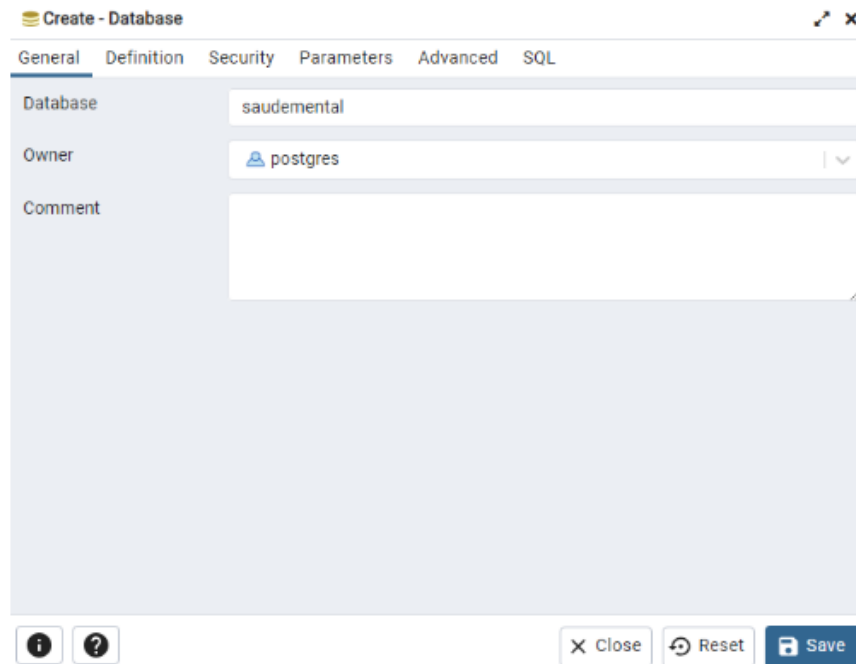 Create - Database
General Definition Security Parameters Advanced SQL
Database saudemental
Owner postgres
Comment
Close Reset Save